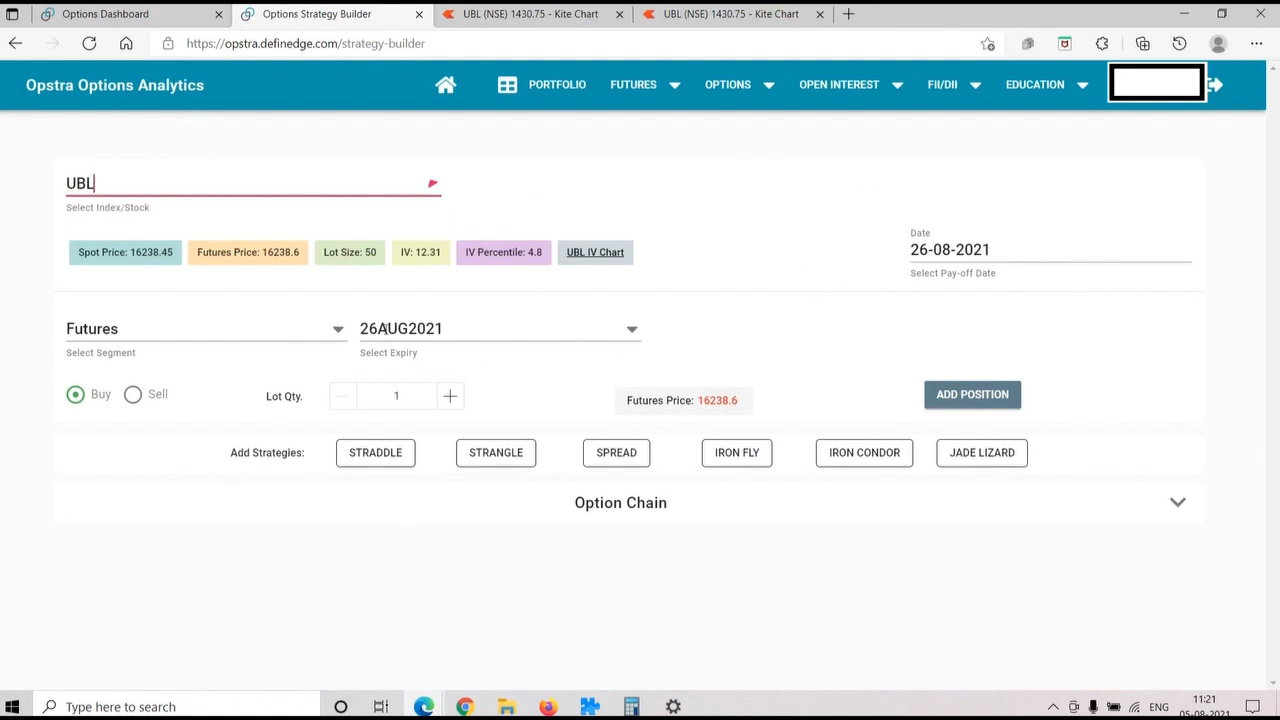 Options Dashboard × Options Strategy Builder × UBL (NSE) 1430.75 - Kite Chart × UBL (NSE) 1430.75 - Kite Chart ×
https://opstra.definedge.com/strategy-builder
Opstra Options Analytics PORTFOLIO FUTURES OPTIONS OPEN INTEREST FII/DII EDUCATION
UBL
Select Index/Stock
Date
Spot Price: 16238.45 Futures Price: 16238.6 Lot Size: 50 IV: 12.31 IV Percentile: 4.8 UBL IV Chart
26-08-2021
Select Pay-off Date
Futures 26AUG2021
Select Segment Select Expiry
Buy Sell Lot Qty. 1 Futures Price: 16238.6 ADD POSITION
Add Strategies: STRADDLE STRANGLE SPREAD IRON FLY IRON CONDOR JADE LIZARD
Option Chain
Type here to search ENG 11:21
05-08-2021